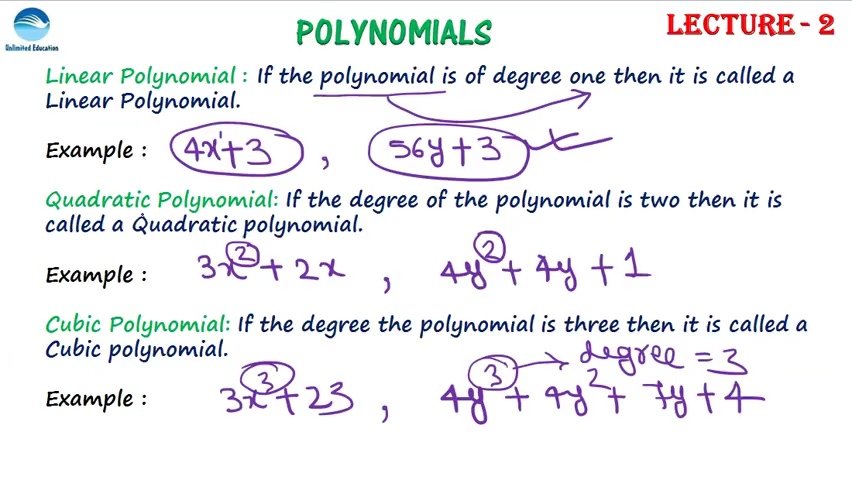 Unlimited Education
POLYNOMIALS
LECTURE - 2
Linear Polynomial : If the polynomial is of degree one then it is called a
Linear Polynomial.
Example : 4x¹+3 , 56y+3
Quadratic Polynomial: If the degree of the polynomial is two then it is
called a Quadratic polynomial.
Example : 3x² + 2x , 4y² + 4y + 1
Cubic Polynomial: If the degree the polynomial is three then it is called a
Cubic polynomial.
degree = 3
Example : 3x³ + 23 , 4y³ + 4y² + 7y + 4